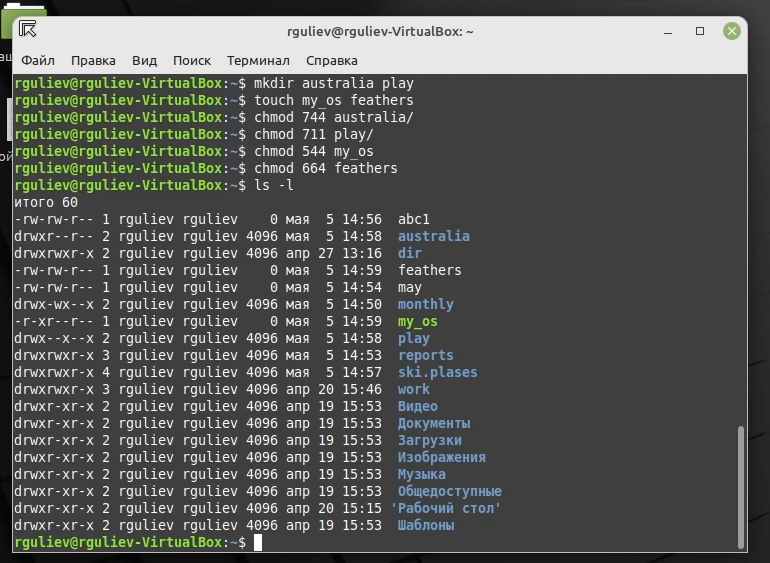 rguliev@rguliev-VirtualBox: ~
Файл Правка Вид Поиск Терминал Справка
rguliev@rguliev-VirtualBox:~$ mkdir australia play
rguliev@rguliev-VirtualBox:~$ touch my_os feathers
rguliev@rguliev-VirtualBox:~$ chmod 744 australia/
rguliev@rguliev-VirtualBox:~$ chmod 711 play/
rguliev@rguliev-VirtualBox:~$ chmod 544 my_os
rguliev@rguliev-VirtualBox:~$ chmod 664 feathers
rguliev@rguliev-VirtualBox:~$ ls -l
итого 60
-rw-rw-r-- 1 rguliev rguliev    0 мая  5 14:56  abc1
drwxr--r-- 2 rguliev rguliev 4096 мая  5 14:58  australia
drwxrwxr-x 2 rguliev rguliev 4096 апр 27 13:16  dir
-rw-rw-r-- 1 rguliev rguliev    0 мая  5 14:59  feathers
-rw-rw-r-- 1 rguliev rguliev    0 мая  5 14:54  may
drwx-wx--x 2 rguliev rguliev 4096 мая  5 14:50  monthly
-r-xr--r-- 1 rguliev rguliev    0 мая  5 14:59  my_os
drwx--x--x 2 rguliev rguliev 4096 мая  5 14:58  play
drwxrwxr-x 3 rguliev rguliev 4096 мая  5 14:53  reports
drwxrwxr-x 4 rguliev rguliev 4096 мая  5 14:57  ski.plases
drwxrwxr-x 3 rguliev rguliev 4096 апр 20 15:46  work
drwxr-xr-x 2 rguliev rguliev 4096 апр 19 15:53  Видео
drwxr-xr-x 2 rguliev rguliev 4096 апр 19 15:53  Документы
drwxr-xr-x 2 rguliev rguliev 4096 апр 19 15:53  Загрузки
drwxr-xr-x 2 rguliev rguliev 4096 апр 19 15:53  Изображения
drwxr-xr-x 2 rguliev rguliev 4096 апр 19 15:53  Музыка
drwxr-xr-x 2 rguliev rguliev 4096 апр 19 15:53  Общедоступные
drwxr-xr-x 2 rguliev rguliev 4096 апр 20 15:15 'Рабочий стол'
drwxr-xr-x 2 rguliev rguliev 4096 апр 19 15:53  Шаблоны
rguliev@rguliev-VirtualBox:~$